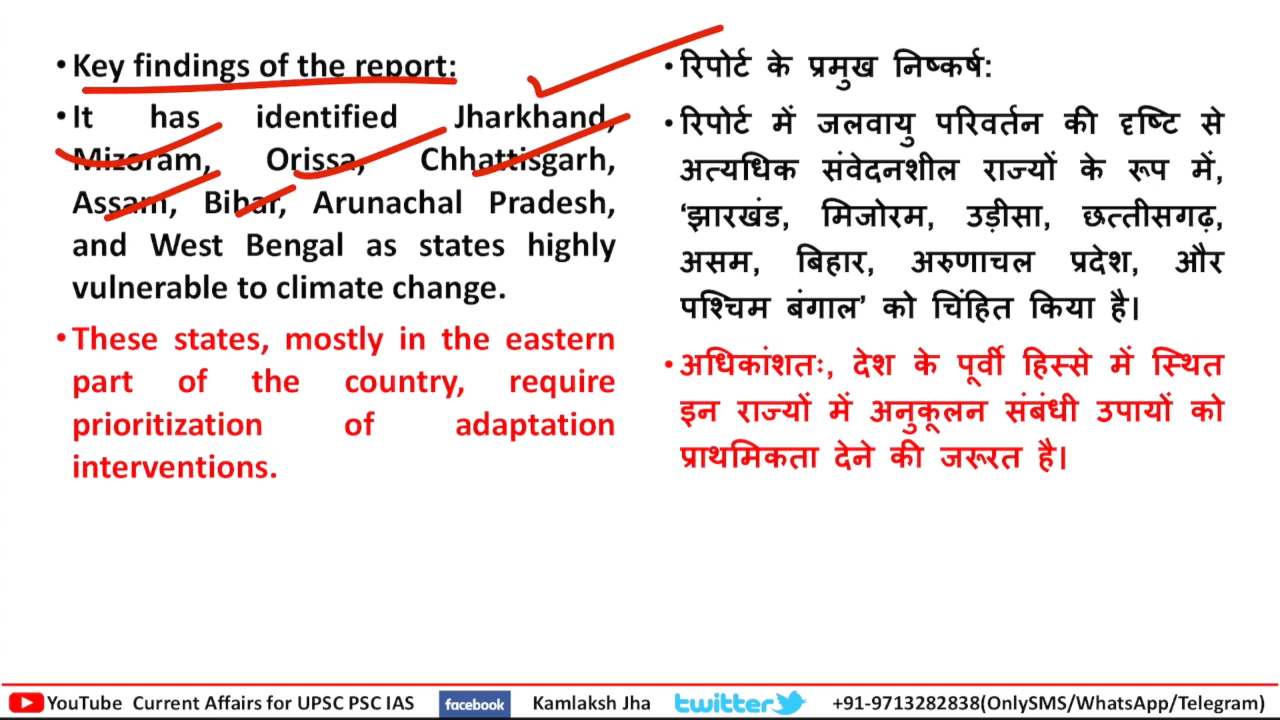 • Key findings of the report:
• It has identified Jharkhand,
Mizoram, Orissa, Chhattisgarh,
Assam, Bihar, Arunachal Pradesh,
and West Bengal as states highly
vulnerable to climate change.
• These states, mostly in the eastern
part of the country, require
prioritization of adaptation
interventions.
• रिपोर्ट के प्रमुख निष्कर्ष:
• रिपोर्ट में जलवायु परिवर्तन की दृष्टि से
अत्यधिक संवेदनशील राज्यों के रूप में,
‘झारखंड, मिजोरम, उड़ीसा, छत्तीसगढ़,
असम, बिहार, अरुणाचल प्रदेश, और
पश्चिम बंगाल’ को चिंहित किया है।
• अधिकांशतः, देश के पूर्वी हिस्से में स्थित
इन राज्यों में अनुकूलन संबंधी उपायों को
प्राथमिकता देने की जरूरत है।
YouTube Current Affairs for UPSC PSC IAS facebook Kamlaksh Jha twitter +91-9713282838(OnlySMS/WhatsApp/Telegram)